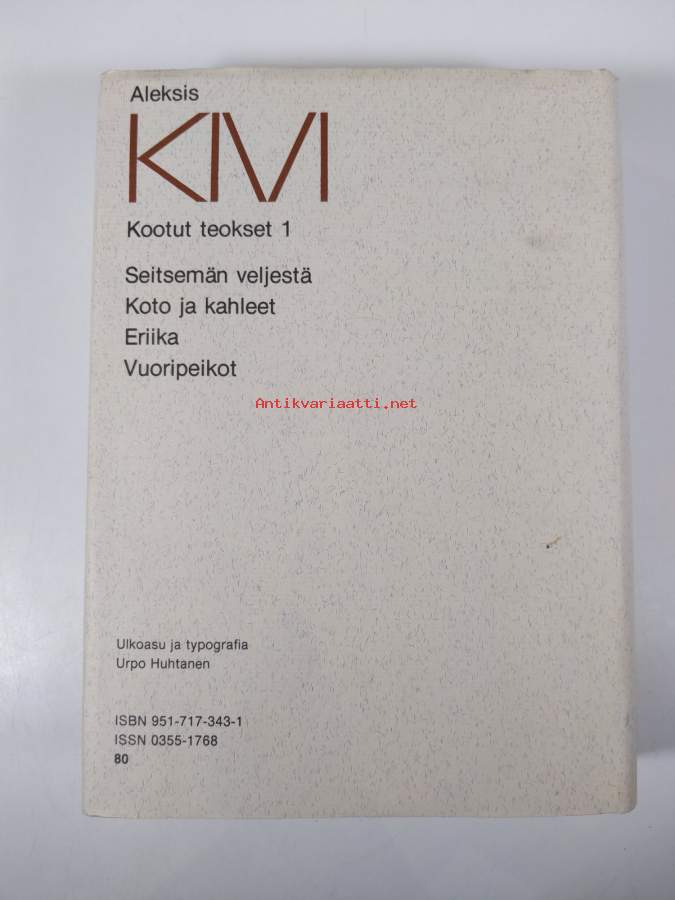 Aleksis
KIVI
Kootut teokset 1
Seitsemän veljestä
Koto ja kahleet
Eriika
Vuoripeikot
Antikvariaatti.net
Ulkoasu ja typografia
Urpo Huhtanen
ISBN 951-717-343-1
ISSN 0355-1768
80